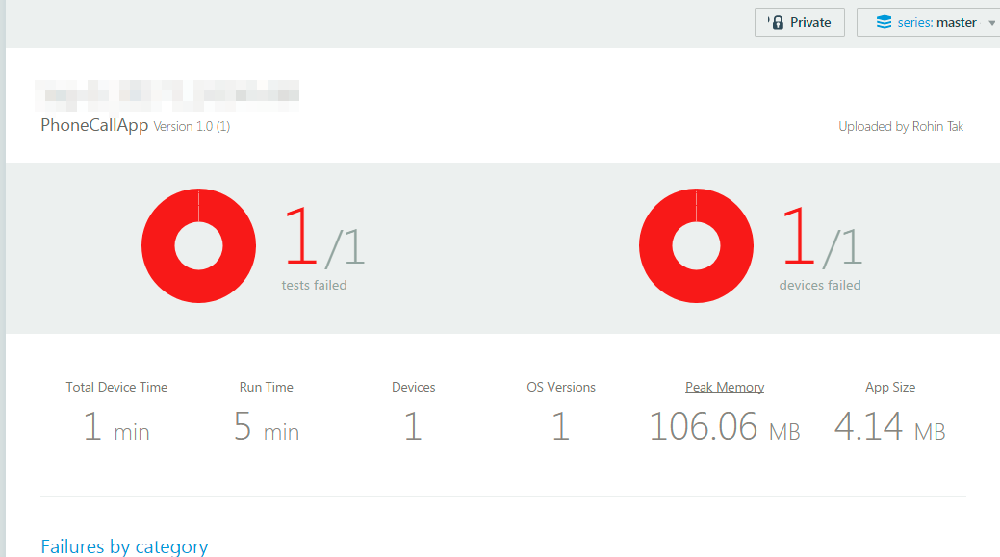 Private
series: master
PhoneCallApp Version 1.0 (1)
Uploaded by Rohin Tak
1/1
tests failed
1/1
devices failed
Total Device Time
Run Time
Devices
OS Versions
Peak Memory
App Size
1 min
5 min
1
1
106.06 MB
4.14 MB
Failures by category